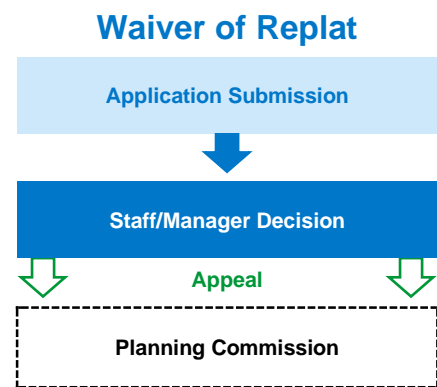 Waiver of Replat
Application Submission
Staff/Manager Decision
Appeal
Planning Commission